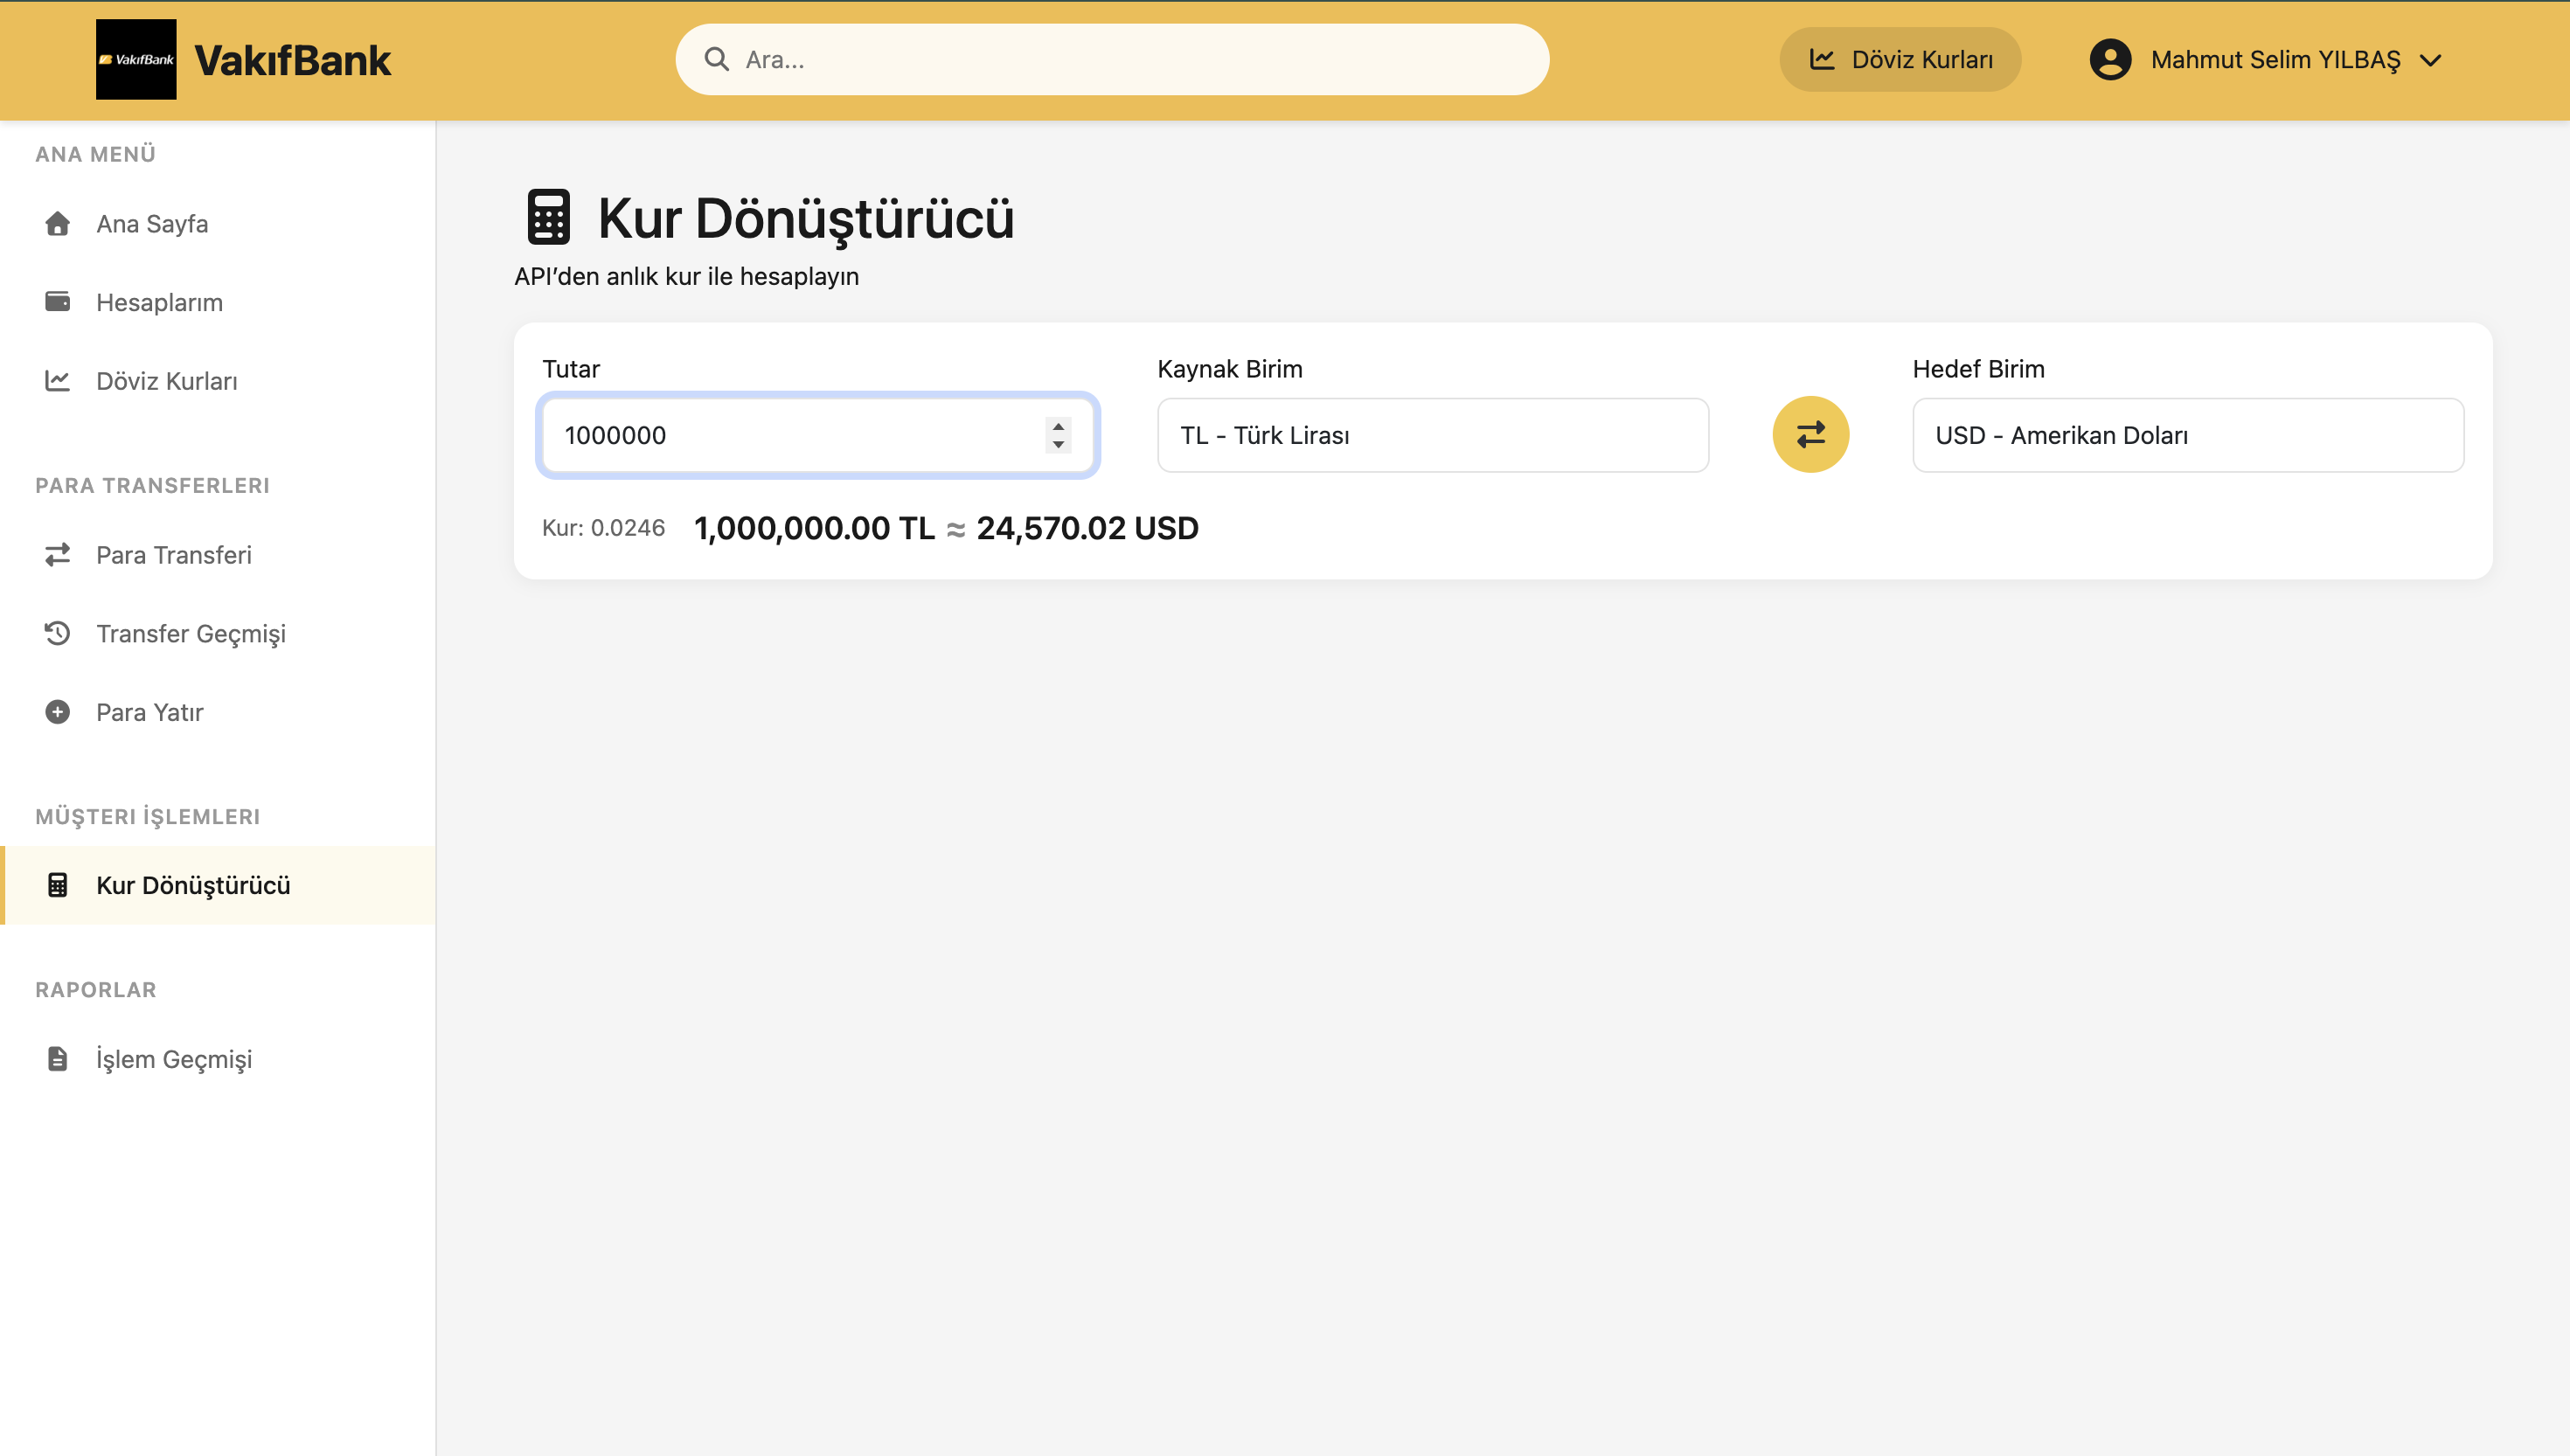 VakıfBank
VakıfBank
Ara...
Döviz Kurları
Mahmut Selim YILBAŞ
ANA MENÜ
Ana Sayfa
Hesaplarım
Döviz Kurları
PARA TRANSFERLERI
Para Transferi
Transfer Geçmişi
Para Yatır
MÜŞTERI İŞLEMLERI
Kur Dönüştürücü
RAPORLAR
İşlem Geçmişi
Kur Dönüştürücü
API’den anlık kur ile hesaplayın
Tutar
1000000
Kaynak Birim
TL - Türk Lirası
Hedef Birim
USD - Amerikan Doları
Kur: 0.0246 1,000,000.00 TL ≈ 24,570.02 USD